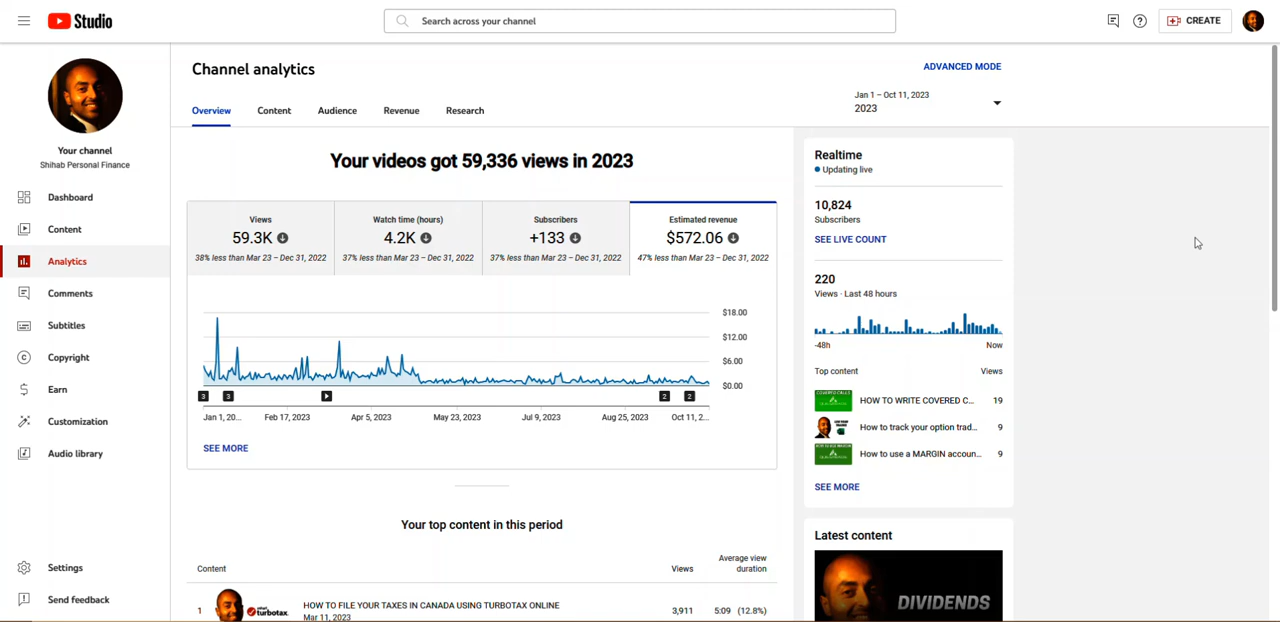 Studio
Search across your channel
CREATE
Your channel
Shihab Personal Finance
Dashboard
Content
Analytics
Comments
Subtitles
Copyright
Earn
Customization
Audio library
Settings
Send feedback
Channel analytics
ADVANCED MODE
Jan 1 – Oct 11, 2023
2023
Overview Content Audience Revenue Research
Your videos got 59,336 views in 2023
Views
59.3K
38% less than Mar 23 – Dec 31, 2022
Watch time (hours)
4.2K
37% less than Mar 23 – Dec 31, 2022
Subscribers
+133
37% less than Mar 23 – Dec 31, 2022
Estimated revenue
$572.06
47% less than Mar 23 – Dec 31, 2022
$18.00
$12.00
$6.00
$0.00
3 3 2 2
Jan 1, 20... Feb 17, 2023 Apr 5, 2023 May 23, 2023 Jul 9, 2023 Aug 25, 2023 Oct 11, 2...
SEE MORE
Your top content in this period
Content Views Average view
duration
1 turbotax HOW TO FILE YOUR TAXES IN CANADA USING TURBOTAX ONLINE 3,911 5:09 (12.8%)
Mar 11, 2023
Realtime
Updating live
10,824
Subscribers
SEE LIVE COUNT
220
Views · Last 48 hours
-48h Now
Top content Views
HOW TO WRITE COVERED C... 19
How to track your option trad... 9
How to use a MARGIN accoun... 9
SEE MORE
Latest content
DIVIDENDS